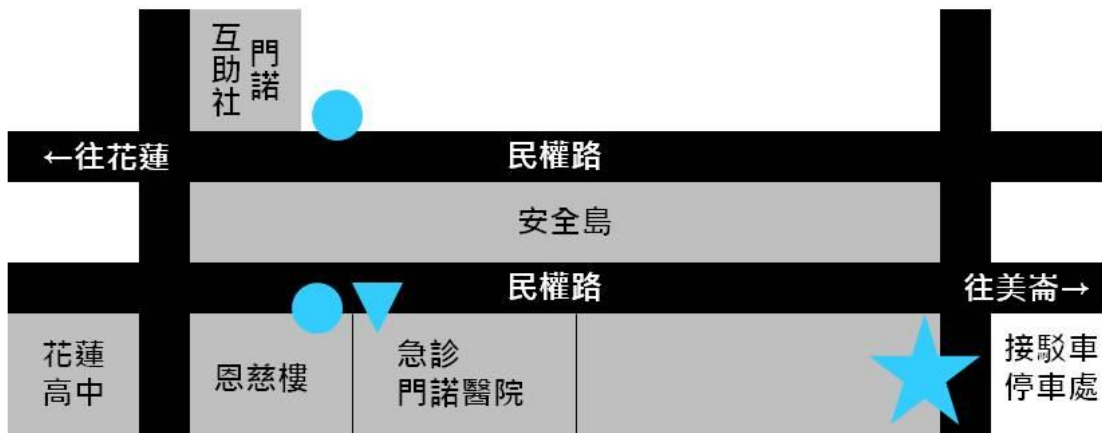 門諾
互助社
←往花蓮
民權路
安全島
民權路
往美崙→
花蓮
高中
恩慈樓
急診
門諾醫院
接駁車
停車處